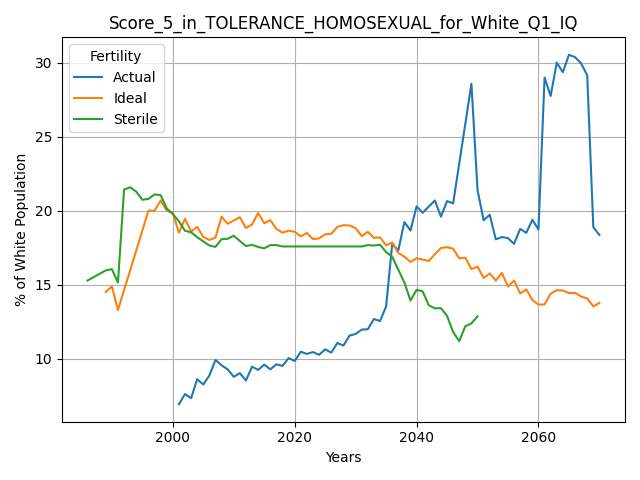 Score_5_in_TOLERANCE_HOMOSEXUAL_for_White_Q1_IQ
Fertility
Actual
Ideal
Sterile
30
25
20
15
10
% of White Population
2000
2020
2040
2060
Years